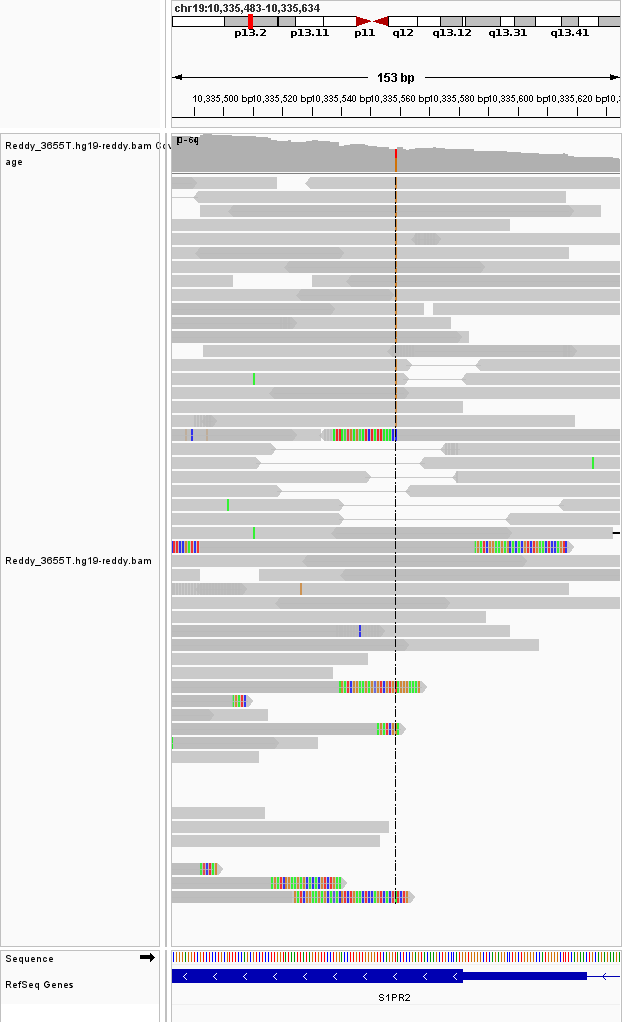 chr19:10,335,483-10,335,634
p13.2 p13.11 p11 q12 q13.12 q13.31 q13.41
153 bp
10,335,500 bp 10,335,520 bp 10,335,540 bp 10,335,560 bp 10,335,580 bp 10,335,600 bp 10,335,620 bp
Reddy_3655T.hg19-reddy.bam Cov
age
Reddy_3655T.hg19-reddy.bam
Sequence
RefSeq Genes
S1PR2